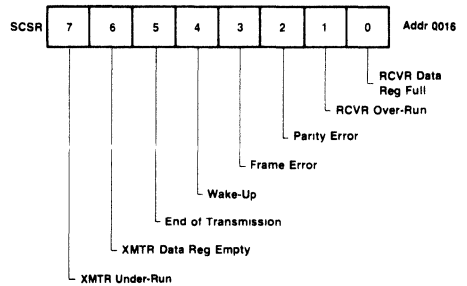 SCSR 7 6 5 4 3 2 1 0 Addr 0016
RCVR Data
Reg Full
RCVR Over-Run
Parity Error
Frame Error
Wake-Up
End of Transmission
XMTR Data Reg Empty
XMTR Under-Run